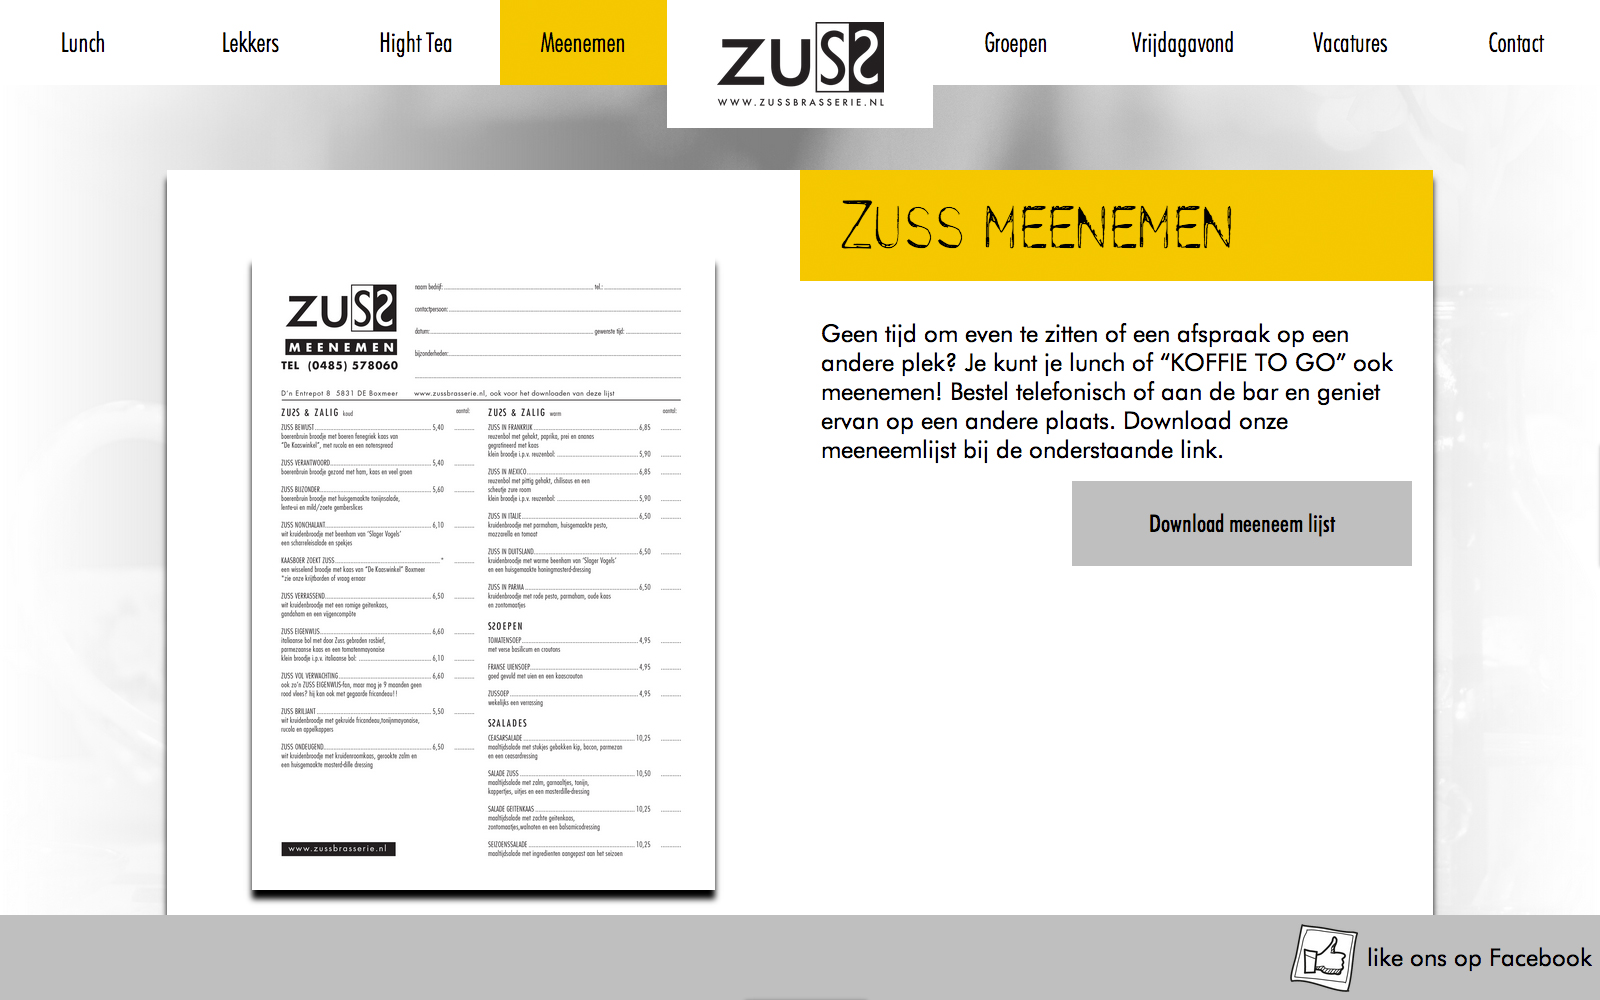 Lunch
Lekkers
Hight Tea
Meenemen
ZUSS
WWW.ZUSSBRASSERIE.NL
Groepen
Vrijdagavond
Vacatures
Contact
ZUSS
MEENEMEN
TEL (0485) 578060
naam bedrijf: tel.:
contactpersoon:
datum: gewenste tijd:
bijzonderheden:
D'n Entrepot 8 5831 DE Boxmeer www.zussbrasserie.nl, ook voor het downloaden van deze lijst
ZUSS & ZALIG koud aantal:
ZUSS BEWUST 5,40
boerenbruin broodje met boeren fenegriek kaas van
"De Kaaswinkel", met rucola en een notenspread
ZUSS VERANTWOORD 5,40
boerenbruin broodje gezond met ham, kaas en veel groen
ZUSS BIJZONDER 5,60
boerenbruin broodje met huisgemaakte tonijnsalade,
lente-ui en mild/zoete gemberslices
ZUSS NONCHALANT 6,10
wit kruidenbroodje met beenham van 'Slager Vogels'
een scharreleisalade en spekjes
KAASBOER ZOEKT ZUSS *
een wisselend broodje met kaas van "De Kaaswinkel" Boxmeer
*zie onze krijtborden of vraag ernaar
ZUSS VERRASSEND 6,50
wit kruidenbroodje met een romige geitenkaas,
gandaham en een vijgencompôte
ZUSS EIGENWIJS 6,60
italiaanse bol met door Zuss gebraden rosbief,
parmezaanse kaas en een tomatenmayonaise
klein broodje i.p.v. italiaanse bol: 6,10
ZUSS VOL VERWACHTING 6,60
ook zo'n ZUSS EIGENWIJS-fan, maar mag je 9 maanden geen
rood vlees? hij kan ook met gegaarde fricandeau!!
ZUSS BRILJANT 5,50
wit kruidenbroodje met gekruide fricandeau,tonijnmayonaise,
rucola en appelkappers
ZUSS ONDEUGEND 6,50
wit kruidenbroodje met kruidenroomkaas, gerookte zalm en
een huisgemaakte mosterd-dille dressing
www.zussbrasserie.nl
ZUSS & ZALIG warm aantal:
ZUSS IN FRANKRIJK 6,85
reuzenbol met gehakt, paprika, prei en ananas
gegratineerd met kaas
klein broodje i.p.v. reuzenbol: 5,90
ZUSS IN MEXICO 6,85
reuzenbol met pittig gehakt, chilisaus en een
scheutje zure room
klein broodje i.p.v. reuzenbol: 5,90
ZUSS IN ITALIE 6,50
kruidenbroodje met parmaham, huisgemaakte pesto,
mozzarella en tomaat
ZUSS IN DUITSLAND 6,50
kruidenbroodje met warme beenham van 'Slager Vogels'
en een huisgemaakte honingmosterd-dressing
ZUSS IN PARMA 6,50
kruidenbroodje met rode pesto, parmaham, oude kaas
en zontomaatjes
SSOEPEN
TOMATENSOEP 4,95
met verse basilicum en croutons
FRANSE UIENSOEP 4,95
goed gevuld met uien en een kaascrouton
ZUSSOEP 4,95
wekelijks een verrassing
SSALADES
CEASARSALADE 10,25
maaltijdsalade met stukjes gebakken kip, bacon, parmezan
en een ceasardressing
SALADE ZUSS 10,50
maaltijdsalade met zalm, garnaaltjes, tonijn,
kappertjes, uitjes en een mosterdille-dressing
SALADE GEITENKAAS 10,25
maaltijdsalade met zachte geitenkaas,
zontomaatjes,walnoten en een balsamicodressing
SEIZOENSSALADE 10,25
maaltijdsalade met ingredienten aangepast aan het seizoen
ZUSS MEENEMEN
Geen tijd om even te zitten of een afspraak op een
andere plek? Je kunt je lunch of “KOFFIE TO GO” ook
meenemen! Bestel telefonisch of aan de bar en geniet
ervan op een andere plaats. Download onze
meeneemlijst bij de onderstaande link.
Download meeneem lijst
like ons op Facebook